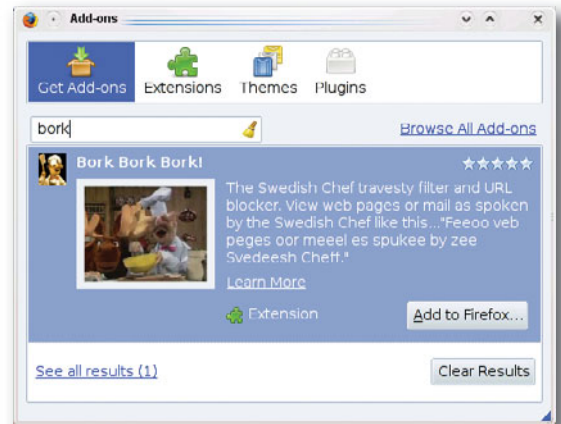 Add-ons
Get Add-ons Extensions Themes Plugins
bork
Browse All Add-ons
Bork Bork Bork!
The Swedish Chef travesty filter and URL
blocker. View web pages or mail as spoken
by the Swedish Chef like this..."Feeoo veb
peges oor meeel es spukee by zee
Svedeesh Cheff."
Learn More
Extension
Add to Firefox...
See all results (1)
Clear Results